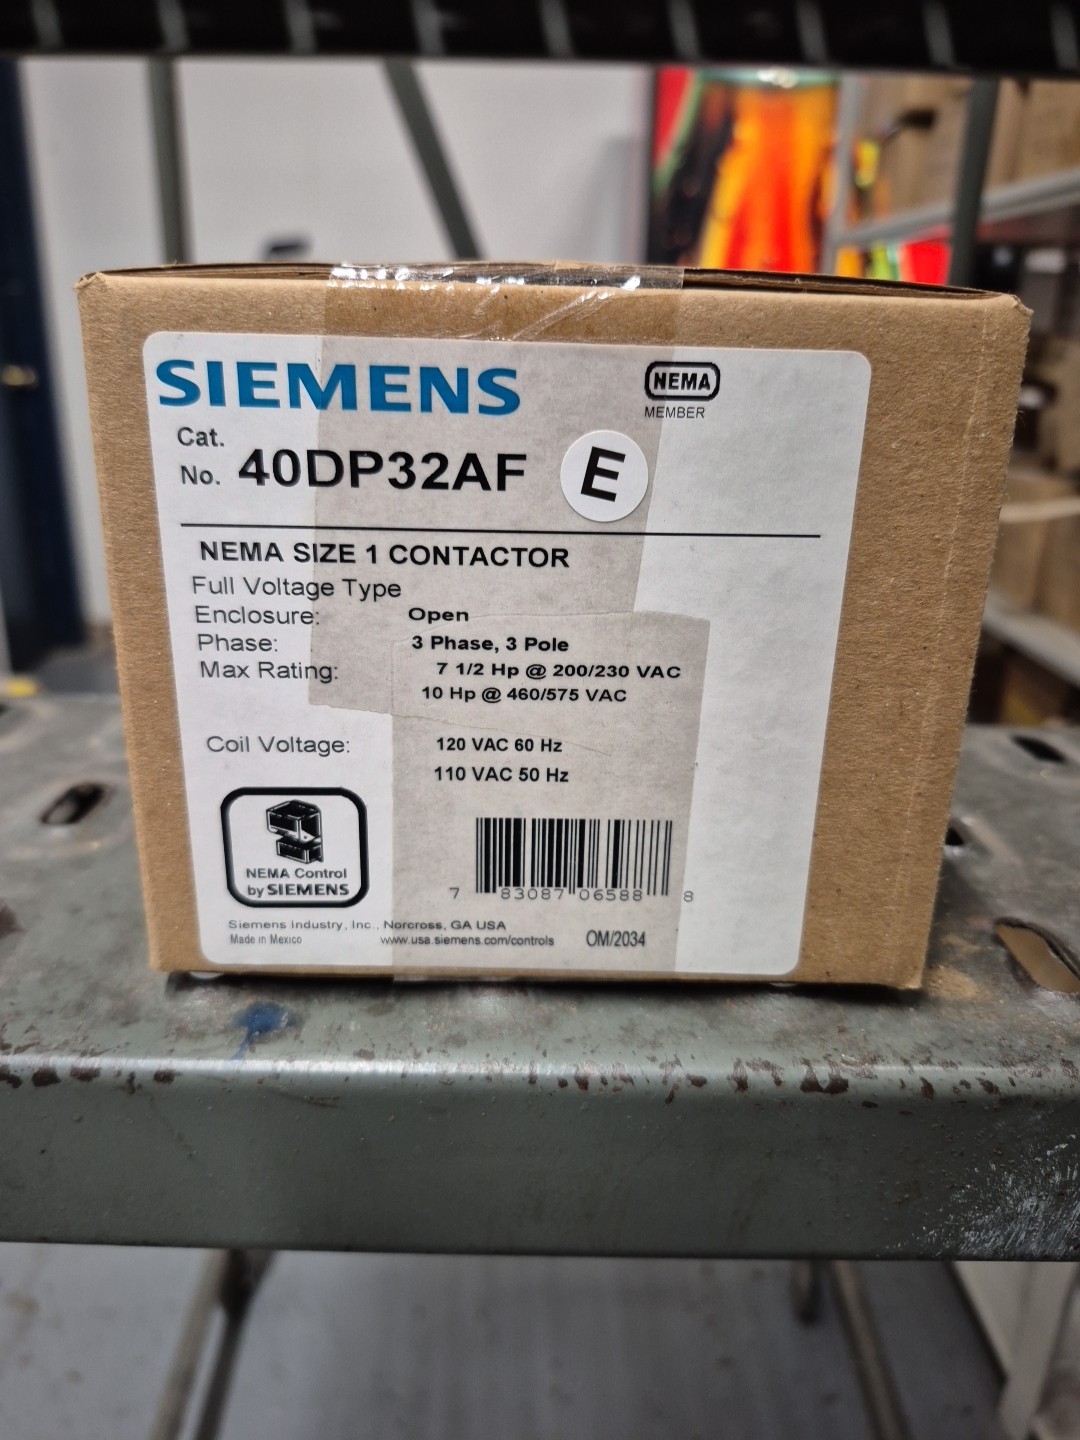 SIEMENS
NEMA
MEMBER
Cat.
No. 40DP32AF
E
NEMA SIZE 1 CONTACTOR
Full Voltage Type
Enclosure: Open
Phase: 3 Phase, 3 Pole
Max Rating: 7 1/2 Hp @ 200/230 VAC
10 Hp @ 460/575 VAC
Coil Voltage: 120 VAC 60 Hz
110 VAC 50 Hz
NEMA Control
by SIEMENS
7 83087 06588 8
Siemens Industry, Inc., Norcross, GA USA
Made in Mexico www.usa.siemens.com/controls OM/2034